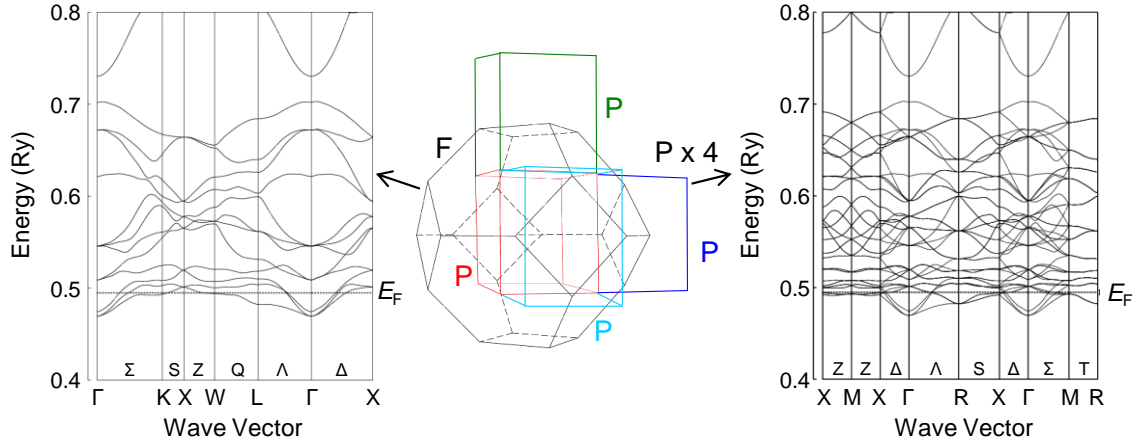 Energy (Ry)
0.8
0.7
0.6
0.5
0.4
E_F
Σ S Z Q Λ Δ
Γ K X W L Γ X
Wave Vector
F
P
P x 4
P
P
P
Energy (Ry)
0.8
0.7
0.6
0.5
0.4
E_F
Z Z Δ Λ S Δ Σ T
X M X Γ R X Γ M R
Wave Vector